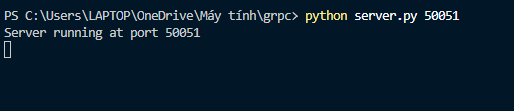 PS C:\Users\LAPTOP\OneDrive\Máy tính\grpc> python server.py 50051
Server running at port 50051